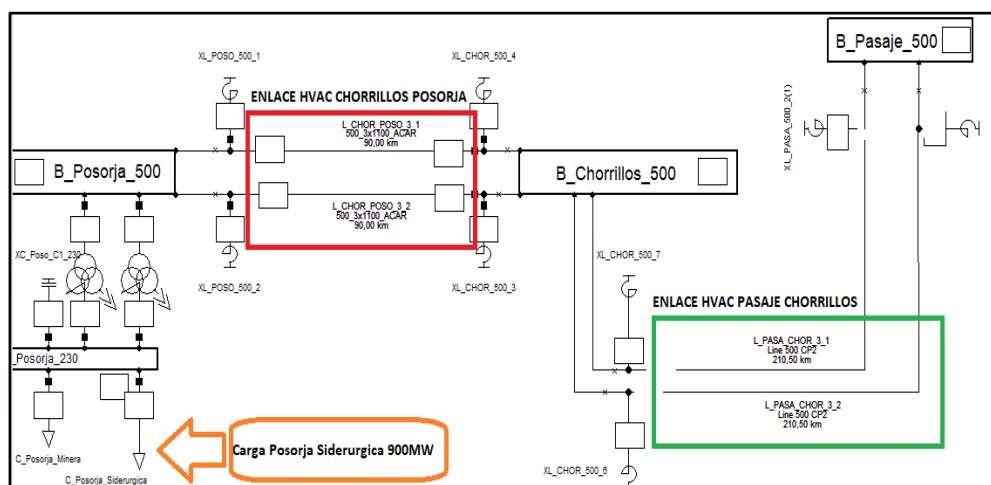 B_Pasaje_500
XL_POSO_500_1
XL_CHOR_500_4
ENLACE HVAC CHORRILLOS POSORJA
L_CHOR_POSO_3_1
500_3x1100_ACAR
90,00 km
XL_PASA_500_2(1)
B_Posorja_500
B_Chorrillos_500
L_CHOR_POSO_3_2
500_3x1100_ACAR
90,00 km
XC_Poso_C1_230
XL_POSO_500_2
XL_CHOR_500_3
XL_CHOR_500_7
ENLACE HVAC PASAJE CHORRILLOS
L_PASA_CHOR_3_1
Line 500 CP2
210,50 km
_Posorja_230
L_PASA_CHOR_3_2
Line 500 CP2
210,50 km
Carga Posorja Siderurgica 900MW
C_Posorja_Minera
C_Posorja_Siderurgica
XL_CHOR_500_6